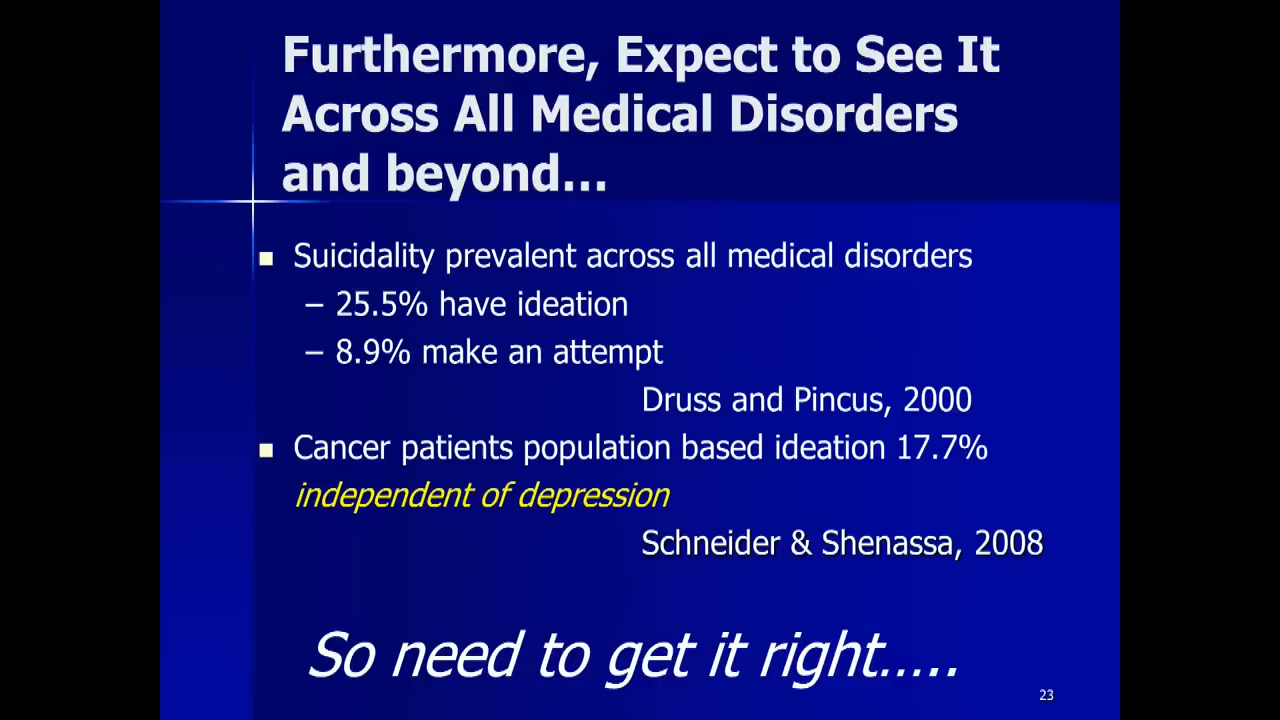 Furthermore, Expect to See It
Across All Medical Disorders
and beyond…
Suicidality prevalent across all medical disorders
– 25.5% have ideation
– 8.9% make an attempt
Druss and Pincus, 2000
Cancer patients population based ideation 17.7%
independent of depression
Schneider & Shenassa, 2008
So need to get it right…..
23